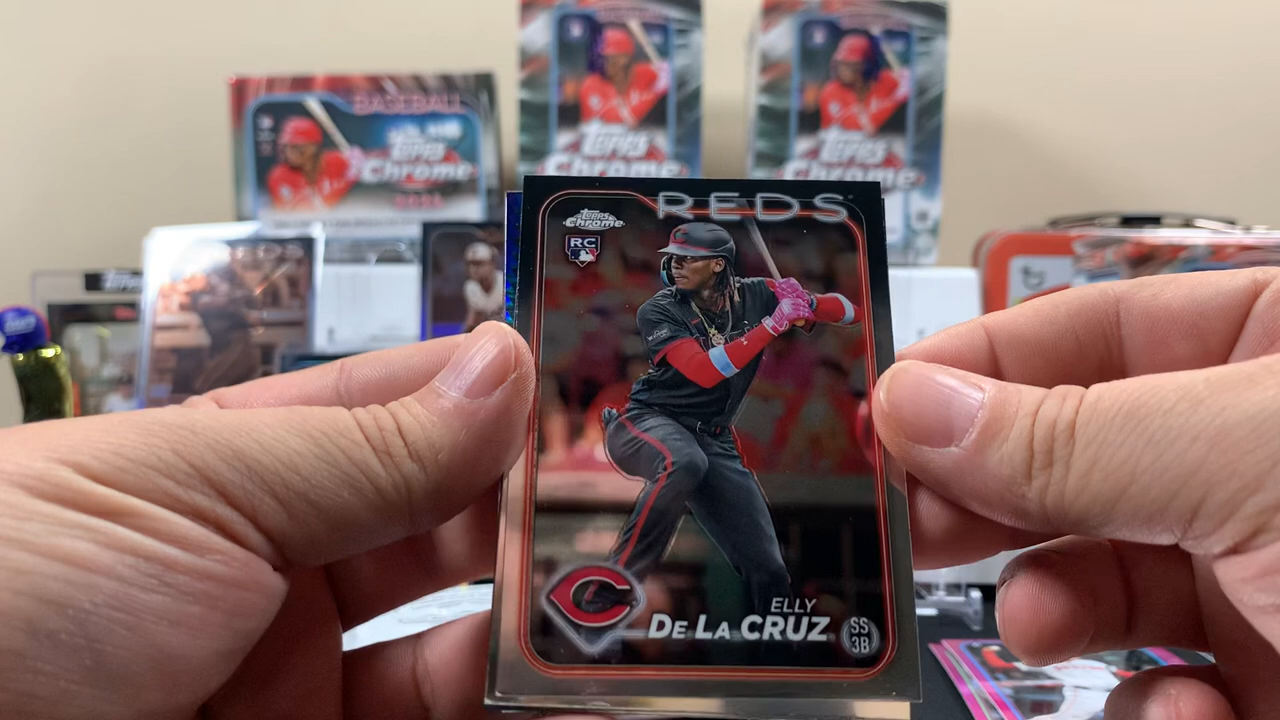 BASEBALL
Topps
Chrome
Topps
Chrome
Topps
Chrome
REDS
Topps
Chrome
RC
ELLY
DE LA CRUZ
SS
3B